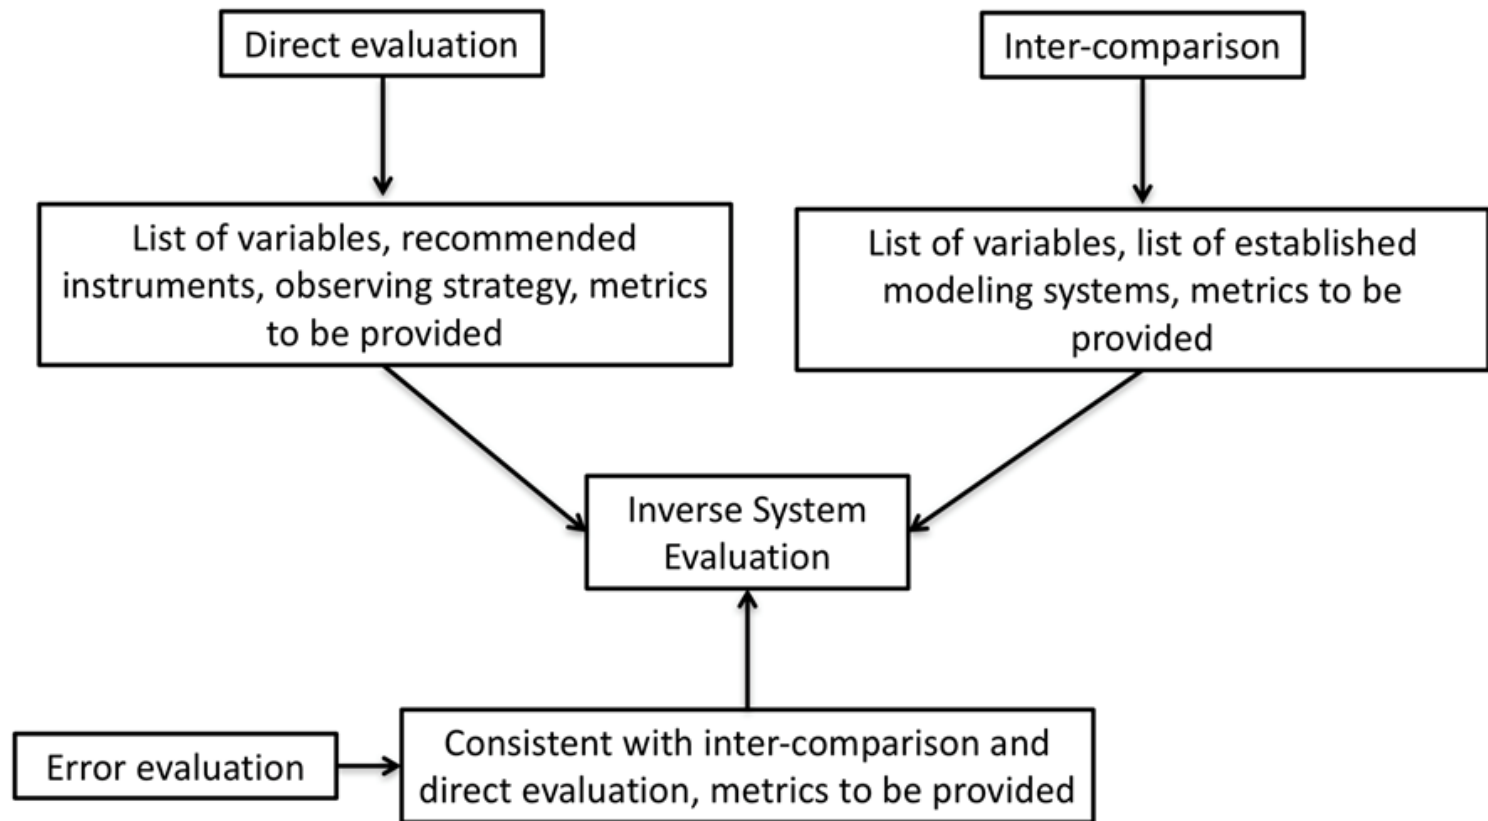 Direct evaluation
Inter-comparison
List of variables, recommended
instruments, observing strategy, metrics
to be provided
List of variables, list of established
modeling systems, metrics to be
provided
Inverse System
Evaluation
Error evaluation
Consistent with inter-comparison and
direct evaluation, metrics to be provided